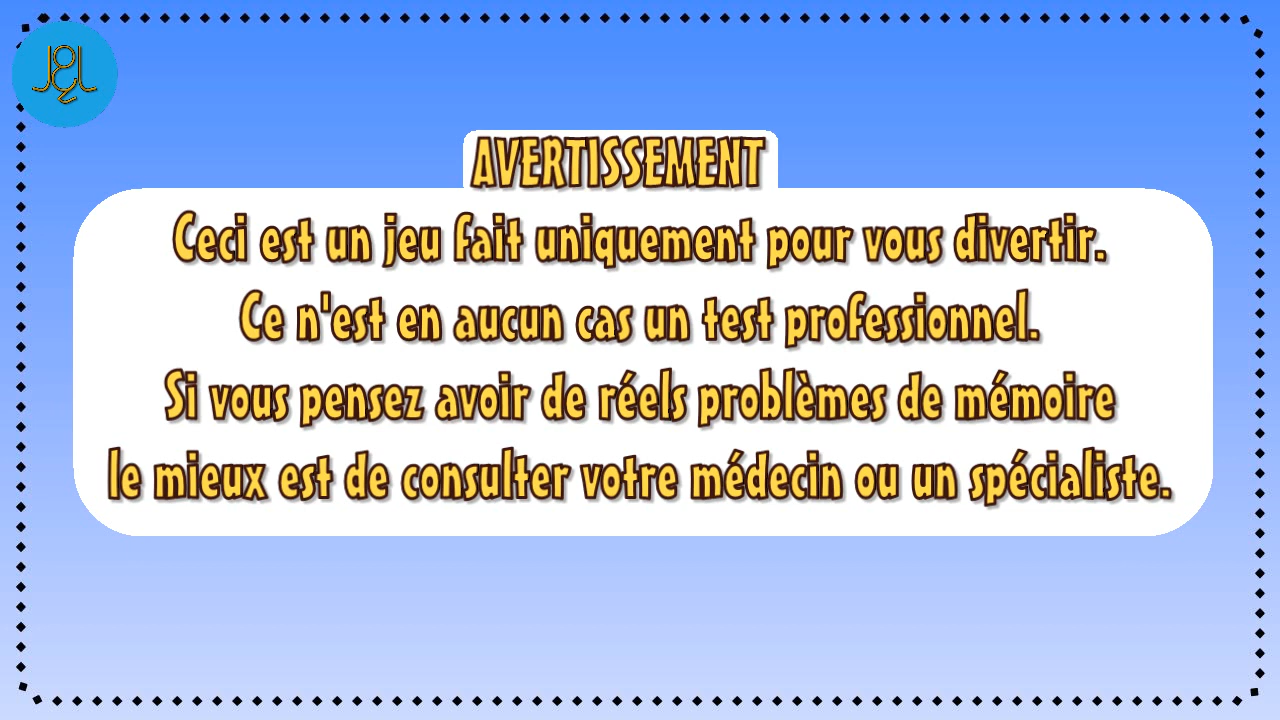 AVERTISSEMENT
Ceci est un jeu fait uniquement pour vous divertir.
Ce n'est en aucun cas un test professionnel.
Si vous pensez avoir de réels problèmes de mémoire
le mieux est de consulter votre médecin ou un spécialiste.